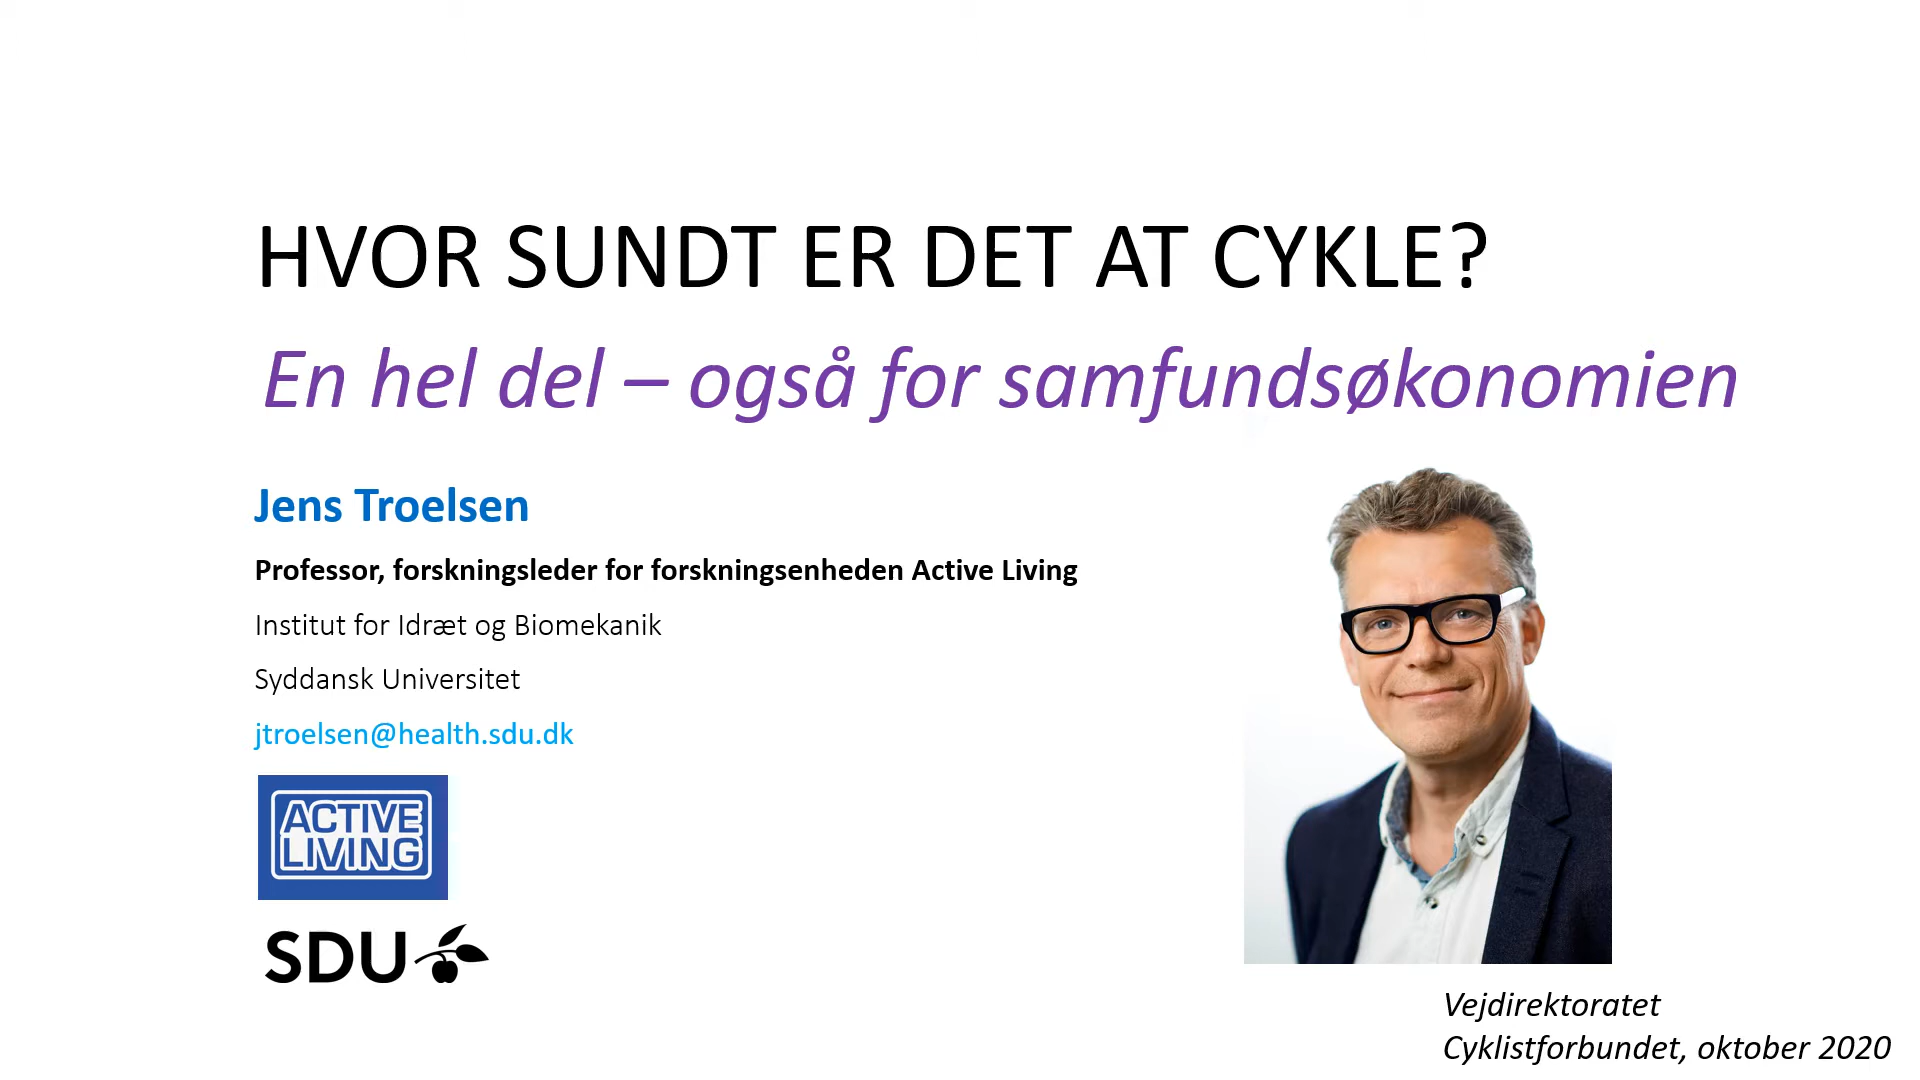 HVOR SUNDT ER DET AT CYKLE?
En hel del – også for samfundsøkonomien
Jens Troelsen
Professor, forskningsleder for forskningsenheden Active Living
Institut for Idræt og Biomekanik
Syddansk Universitet
jtroelsen@health.sdu.dk
ACTIVE
LIVING
SDU
Vejdirektoratet
Cyklistforbundet, oktober 2020